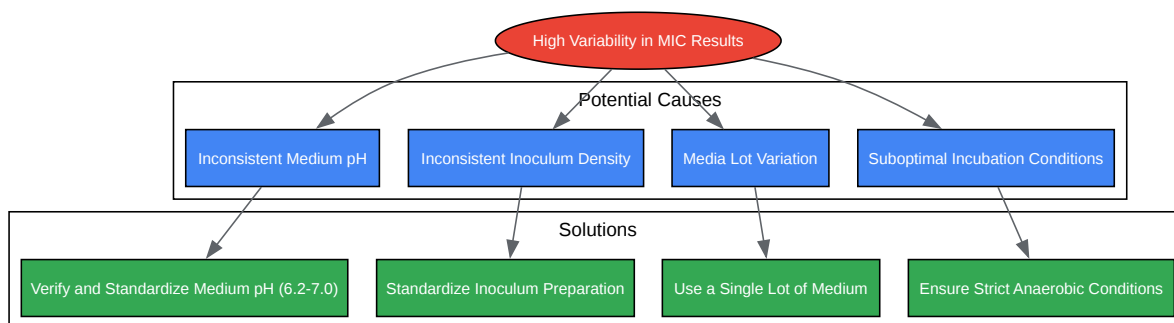 High Variability in MIC Results
Potential Causes
Inconsistent Medium pH
Inconsistent Inoculum Density
Media Lot Variation
Suboptimal Incubation Conditions
Solutions
Verify and Standardize Medium pH (6.2-7.0)
Standardize Inoculum Preparation
Use a Single Lot of Medium
Ensure Strict Anaerobic Conditions